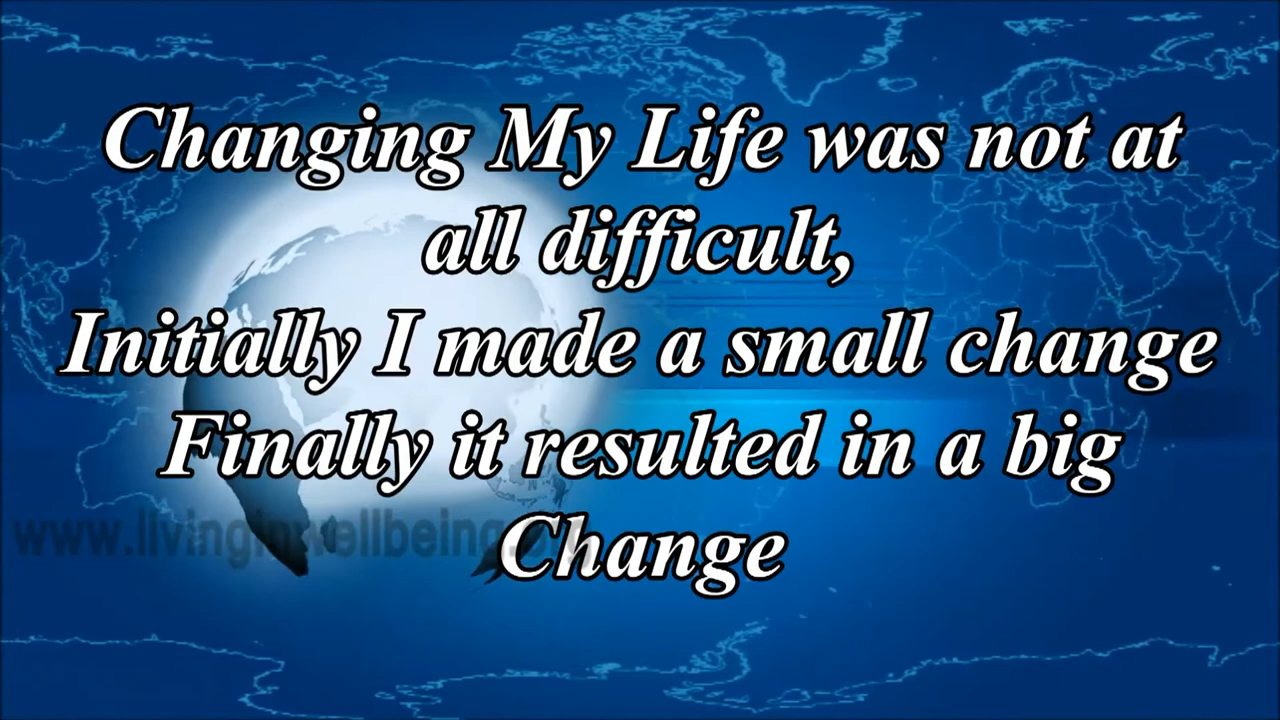 Changing My Life was not at
all difficult,
Initially I made a small change
Finally it resulted in a big
www.livinginwellbeing.org
Change